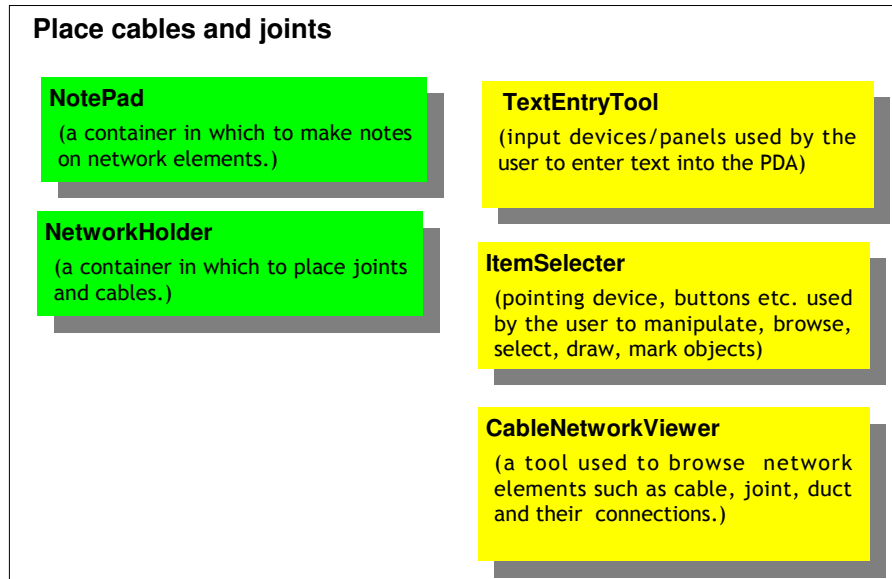 Place cables and joints
NotePad
(a container in which to make notes
on network elements.)
NetworkHolder
(a container in which to place joints
and cables.)
TextEntryTool
(input devices/panels used by the
user to enter text into the PDA)
ItemSelecter
(pointing device, buttons etc. used
by the user to manipulate, browse,
select, draw, mark objects)
CableNetworkViewer
(a tool used to browse network
elements such as cable, joint, duct
and their connections.)